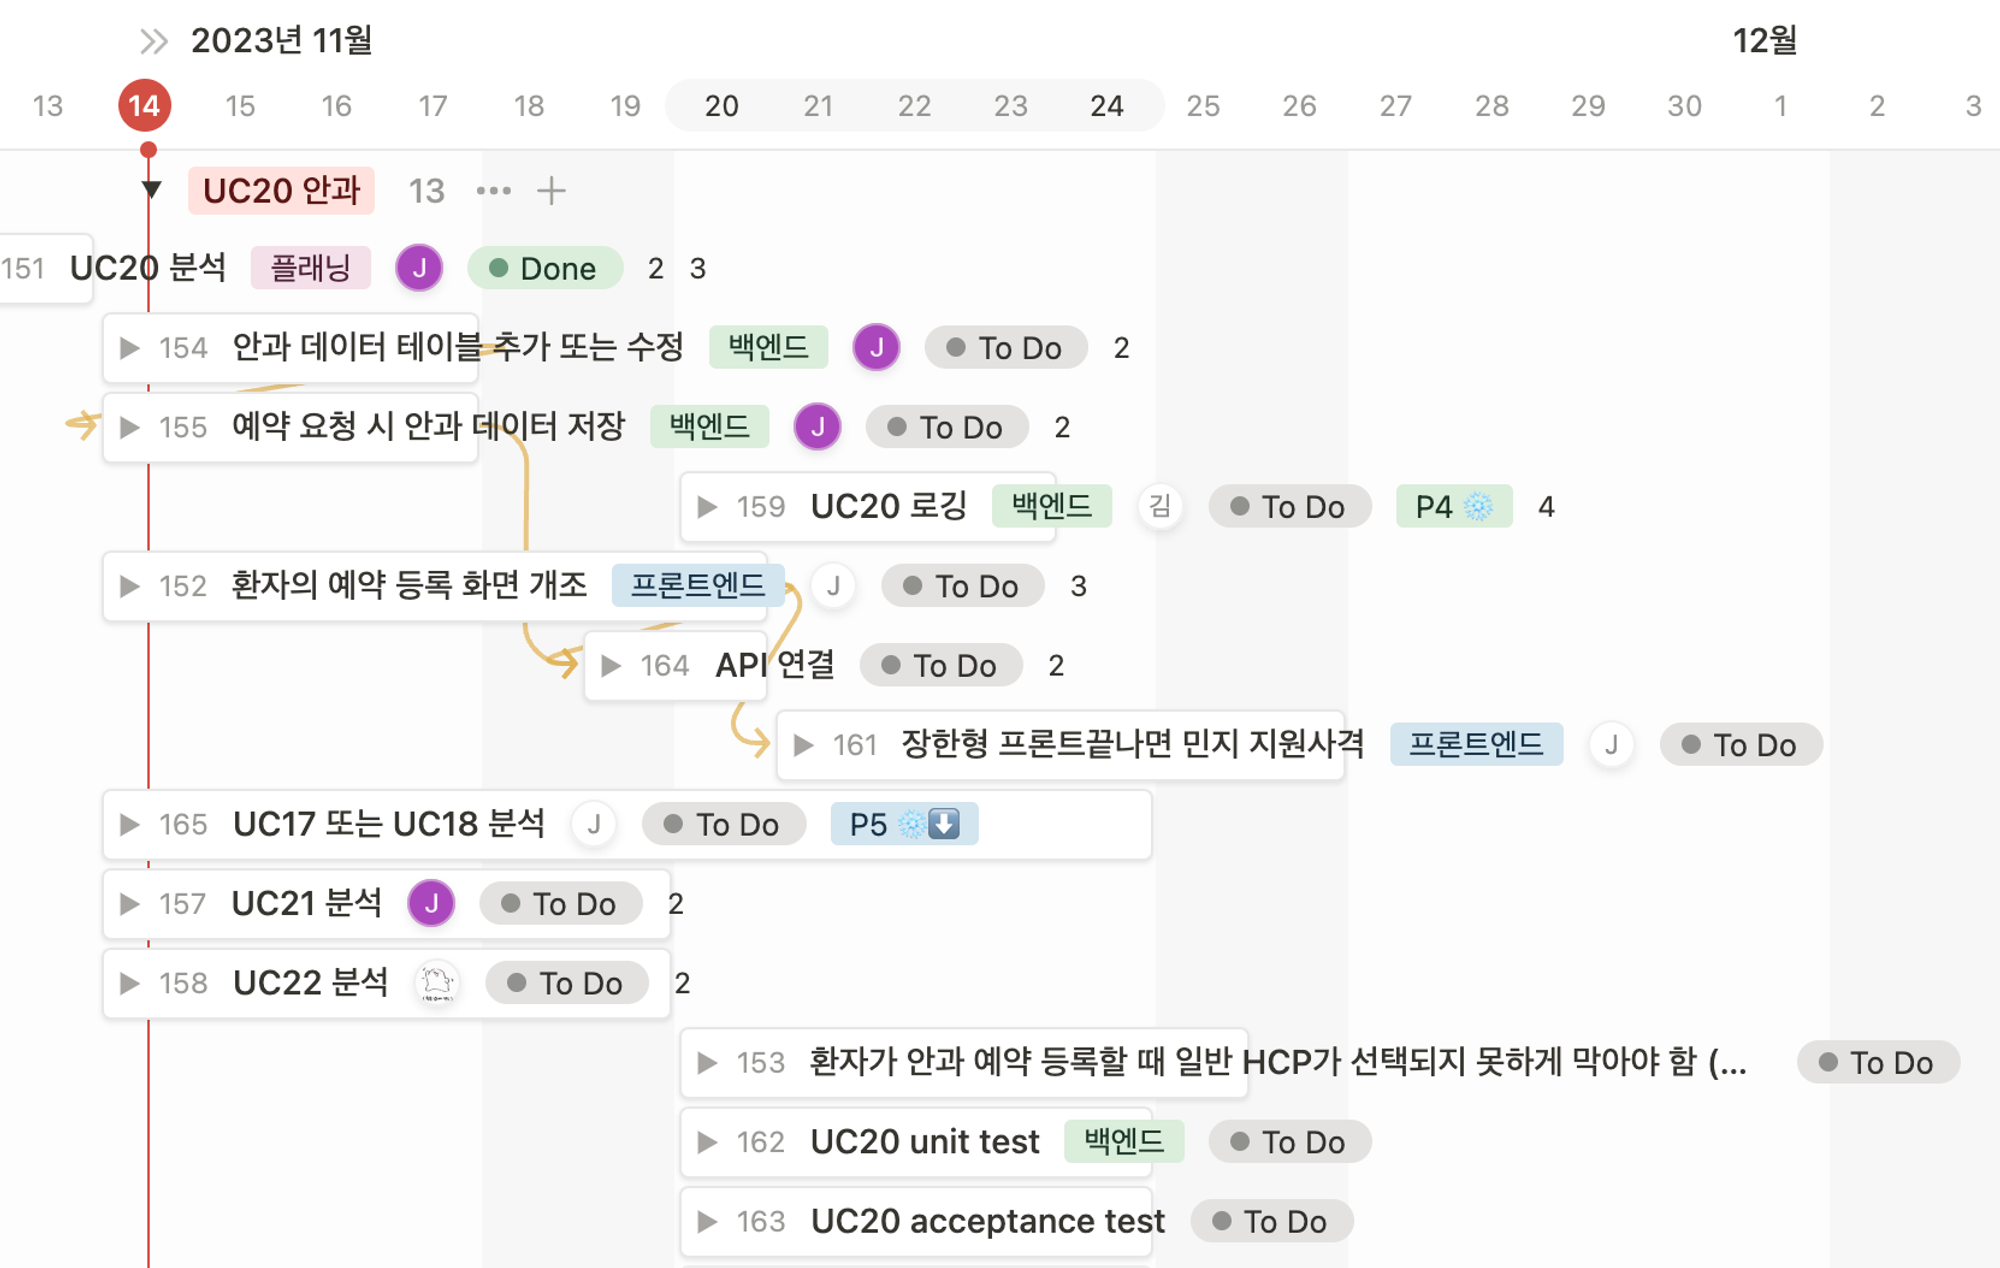 2023년 11월 12월
13 14 15 16 17 18 19 20 21 22 23 24 25 26 27 28 29 30 1 2 3
UC20 안과 13
151 UC20 분석 플래닝 J Done 2 3
154 안과 데이터 테이블 추가 또는 수정 백엔드 J To Do 2
155 예약 요청 시 안과 데이터 저장 백엔드 J To Do 2
159 UC20 로깅 백엔드 김 To Do P4 4
152 환자의 예약 등록 화면 개조 프론트엔드 J To Do 3
164 API 연결 To Do 2
161 장한형 프론트끝나면 민지 지원사격 프론트엔드 J To Do
165 UC17 또는 UC18 분석 J To Do P5
157 UC21 분석 J To Do 2
158 UC22 분석 To Do 2
153 환자가 안과 예약 등록할 때 일반 HCP가 선택되지 못하게 막아야 함 (... To Do
162 UC20 unit test 백엔드 To Do
163 UC20 acceptance test To Do